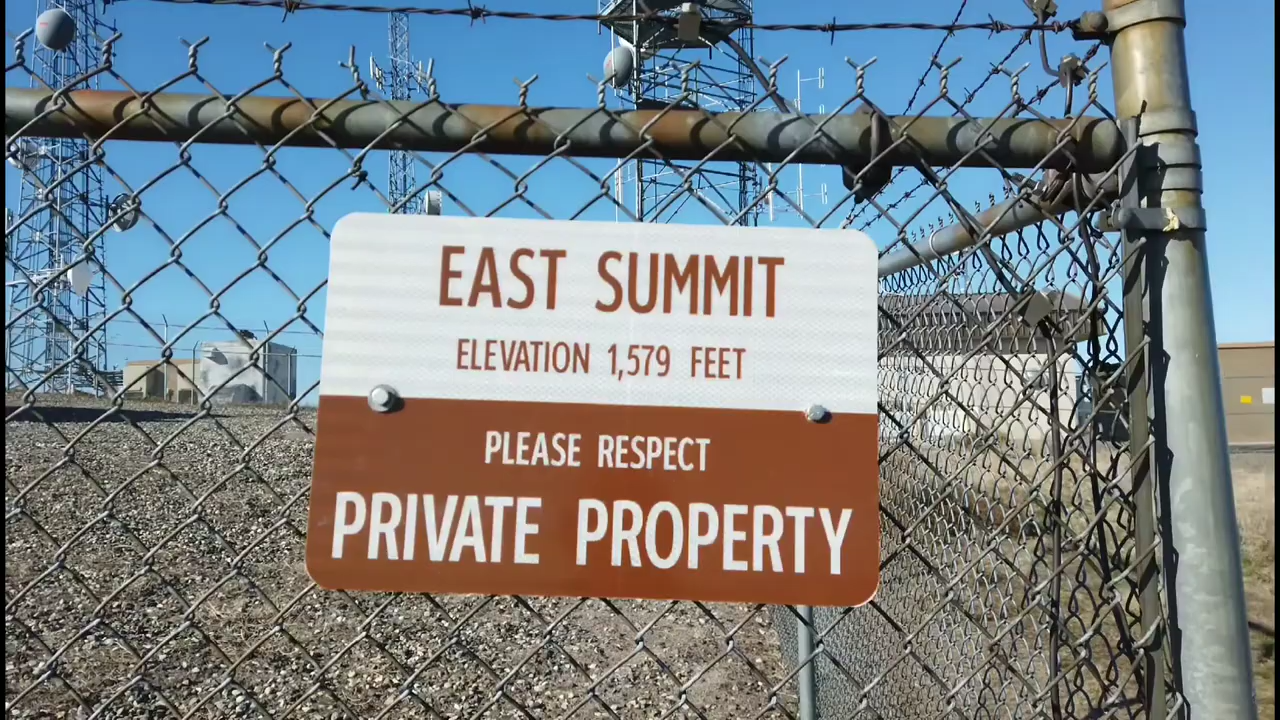 EAST SUMMIT
ELEVATION 1,579 FEET
PLEASE RESPECT
PRIVATE PROPERTY